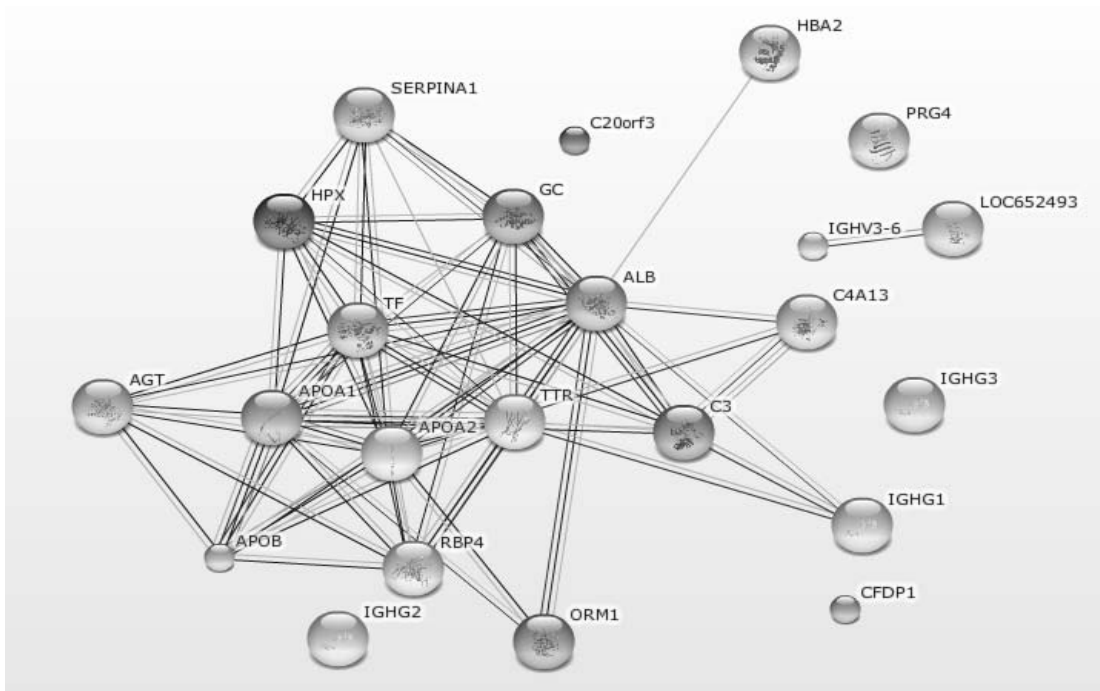 HBA2
SERPINA1
PRG4
C20orf3
HPX
GC
LOC652493
IGHV3-6
ALB
C4A13
TF
AGT
APOA1
TTR
IGHG3
C3
APOA2
IGHG1
APOB
RBP4
CFDP1
IGHG2
ORM1